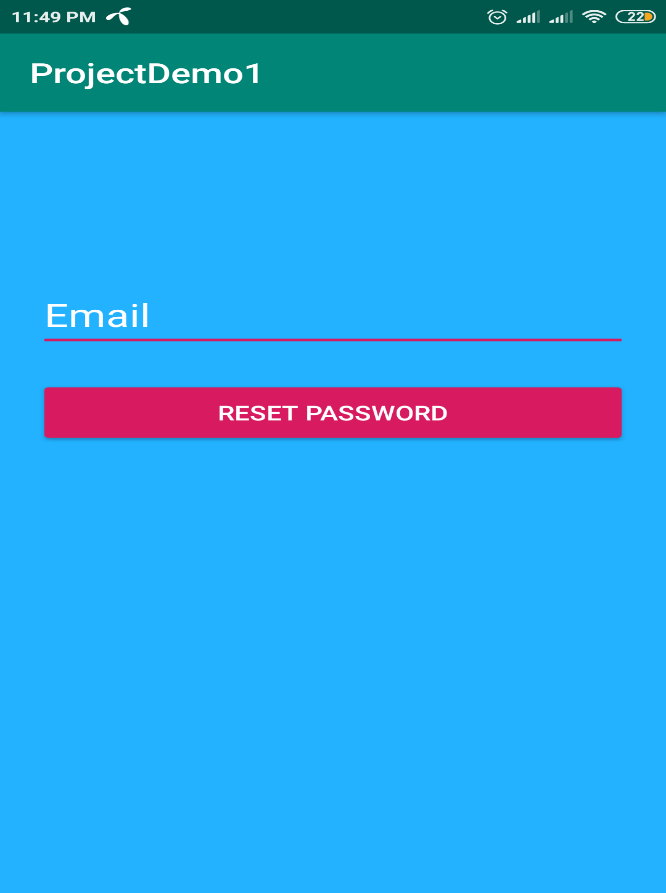 11:49 PM
22
ProjectDemo1
Email
RESET PASSWORD